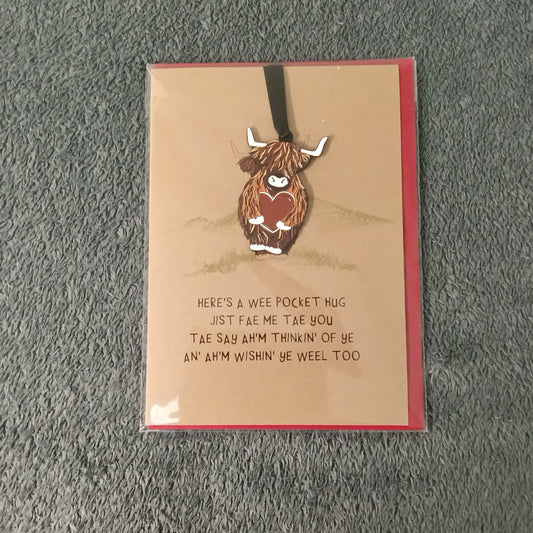 HERE'S A WEE POCKET HUG
JIST FAE ME TAE YOU
TAE SAY AH'M THINKIN' OF YE
AN' AH'M WISHIN' YE WEEL TOO